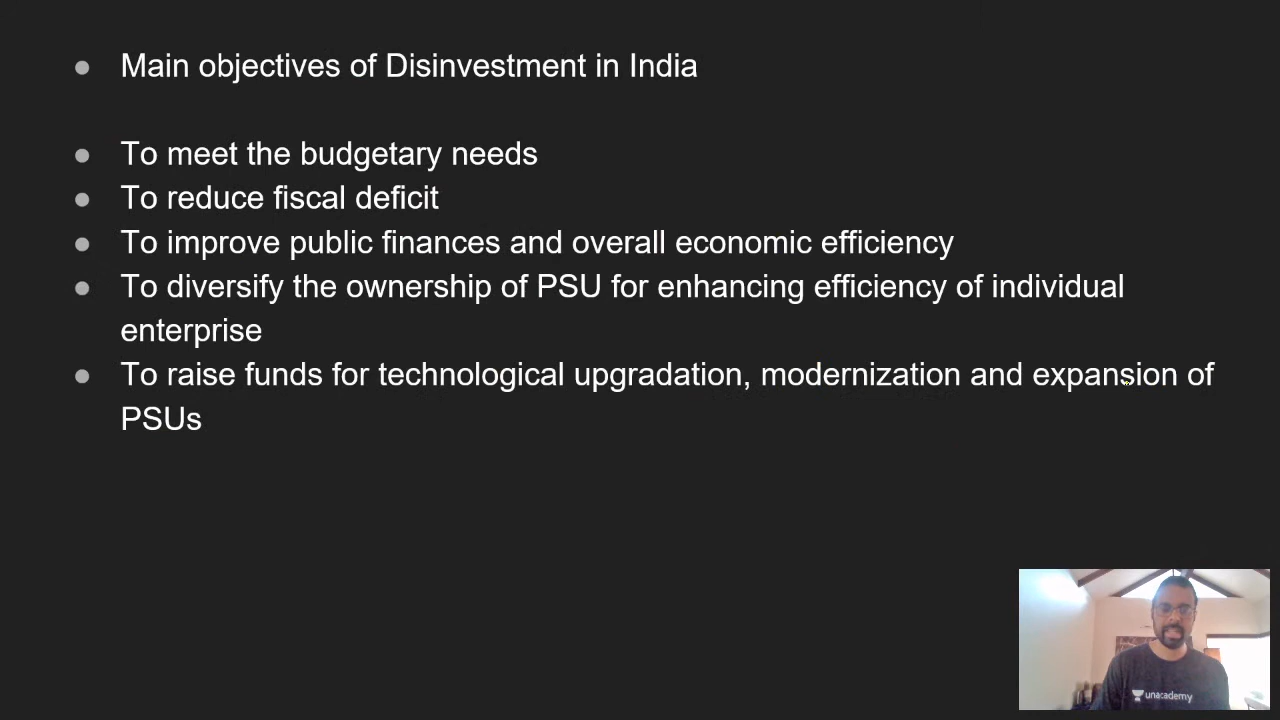 Main objectives of Disinvestment in India
To meet the budgetary needs
To reduce fiscal deficit
To improve public finances and overall economic efficiency
To diversify the ownership of PSU for enhancing efficiency of individual
enterprise
To raise funds for technological upgradation, modernization and expansion of
PSUs
unacademy